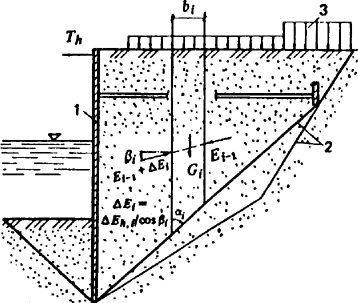 b_i
3
T_h
1
β_i
E_{i-1}
E_{i-1} + ΔE_i
G_i
2
ΔE_i =
ΔE_{h,s}/cos β_i
α_i